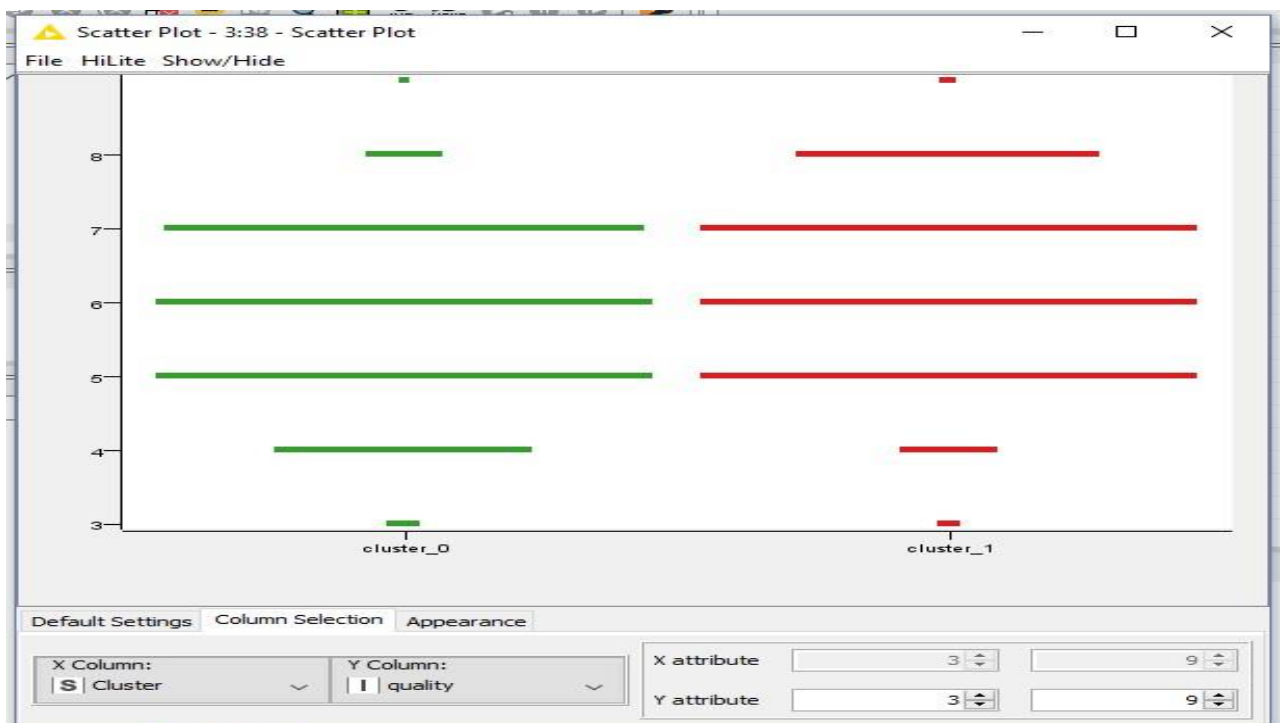 Scatter Plot - 3:38 - Scatter Plot
File HiLite Show/Hide
8
7
6
5
4
3
cluster_0 cluster_1
Default Settings Column Selection Appearance
X Column: Y Column:
S Cluster I quality
X attribute 3 9
Y attribute 3 9